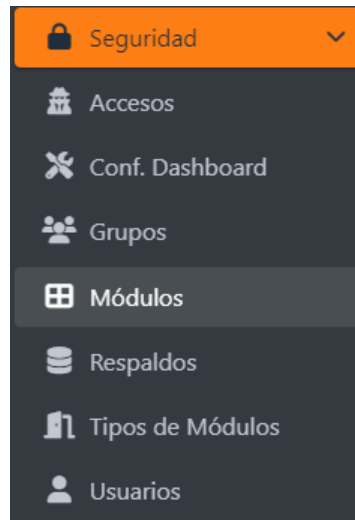 Seguridad
Accesos
Conf. Dashboard
Grupos
Módulos
Respaldos
Tipos de Módulos
Usuarios